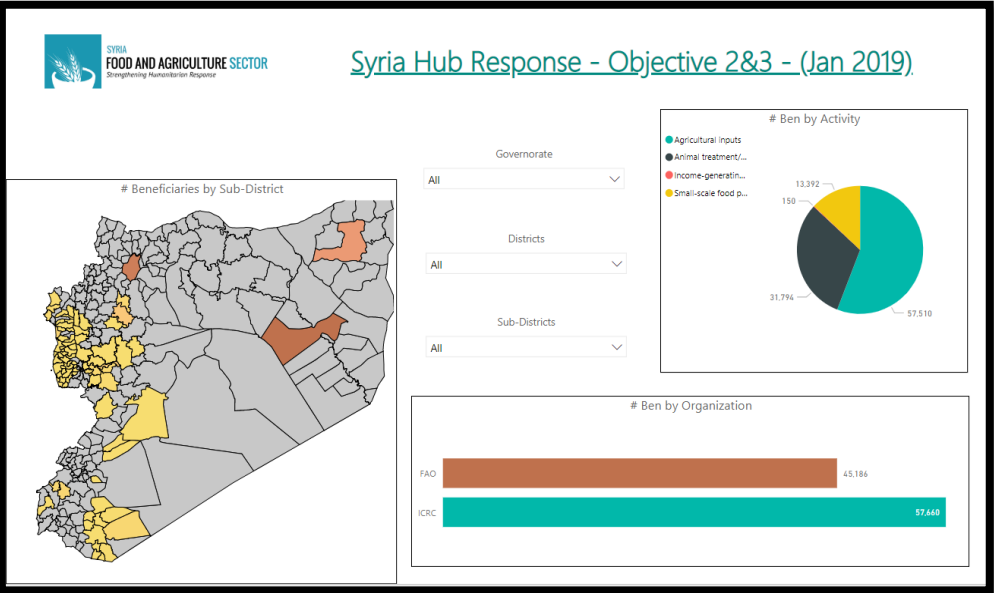 SYRIA
FOOD AND AGRICULTURE SECTOR
Strengthening Humanitarian Response
Syria Hub Response - Objective 2&3 - (Jan 2019)
# Beneficiaries by Sub-District
Governorate
All
Districts
All
Sub-Districts
All
# Ben by Activity
Agricultural inputs
Animal treatment/...
Income-generatin...
Small-scale food p...
13,392
150
31,794
57,510
# Ben by Organization
FAO
45,186
ICRC
57,660